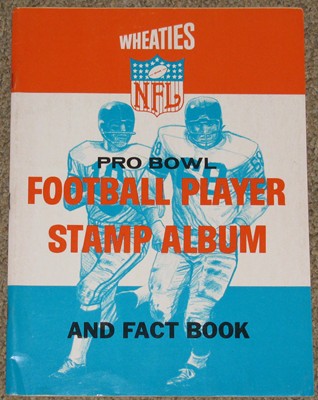 WHEATIES
NFL
PRO BOWL
FOOTBALL PLAYER
STAMP ALBUM
AND FACT BOOK